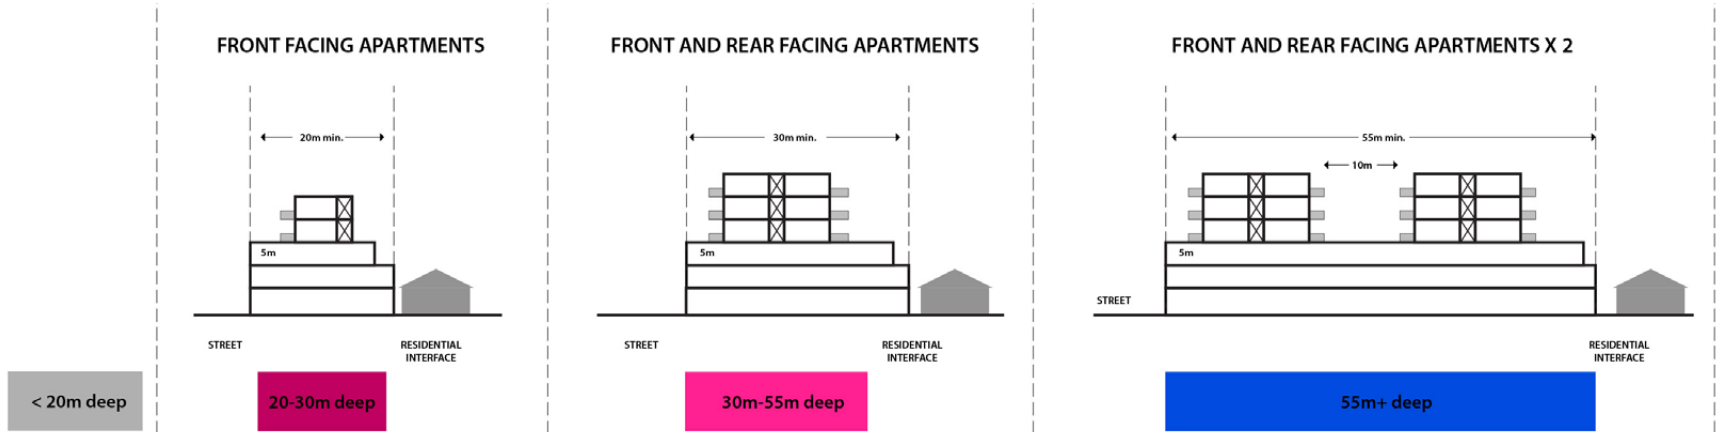 FRONT FACING APARTMENTS
20m min.
5m
STREET
RESIDENTIAL
INTERFACE
FRONT AND REAR FACING APARTMENTS
30m min.
5m
STREET
RESIDENTIAL
INTERFACE
FRONT AND REAR FACING APARTMENTS X 2
55m min.
10m
5m
STREET
RESIDENTIAL
INTERFACE
< 20m deep
20-30m deep
30m-55m deep
55m+ deep